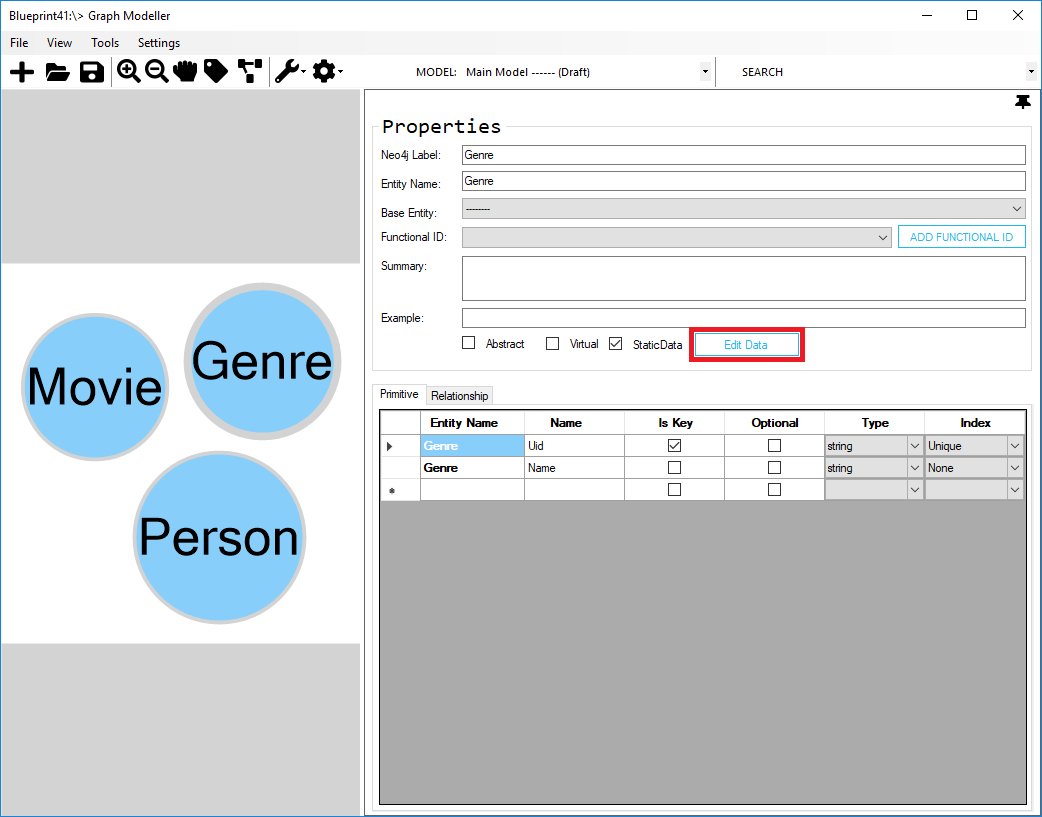 Blueprint41:\> Graph Modeller
File View Tools Settings
MODEL: Main Model ------ (Draft) SEARCH
Properties
Neo4j Label: Genre
Entity Name: Genre
Base Entity: --------
Functional ID: ADD FUNCTIONAL ID
Summary:
Example:
Abstract Virtual StaticData Edit Data
Movie
Genre
Person
Primitive Relationship
Entity Name Name Is Key Optional Type Index
Genre Uid string Unique
Genre Name string None